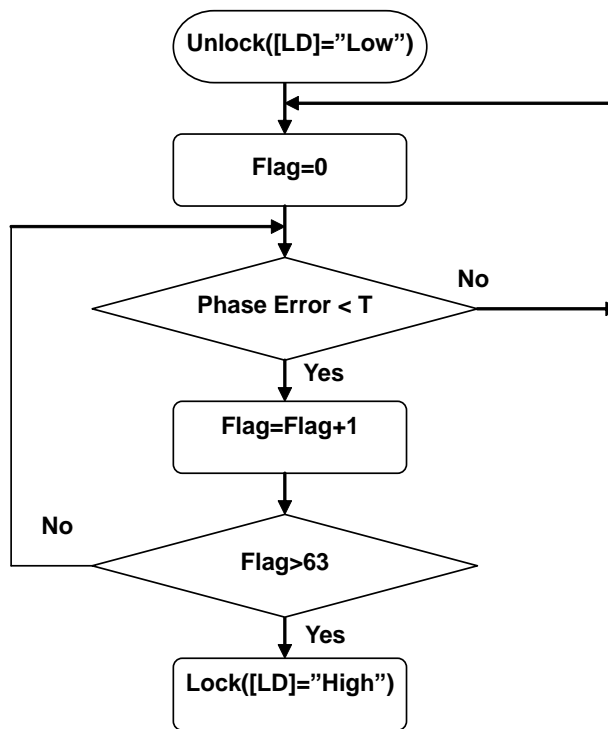 Unlock([LD]=”Low”)
Flag=0
Phase Error < T
No
Yes
Flag=Flag+1
No
Flag>63
Yes
Lock([LD]=”High”)